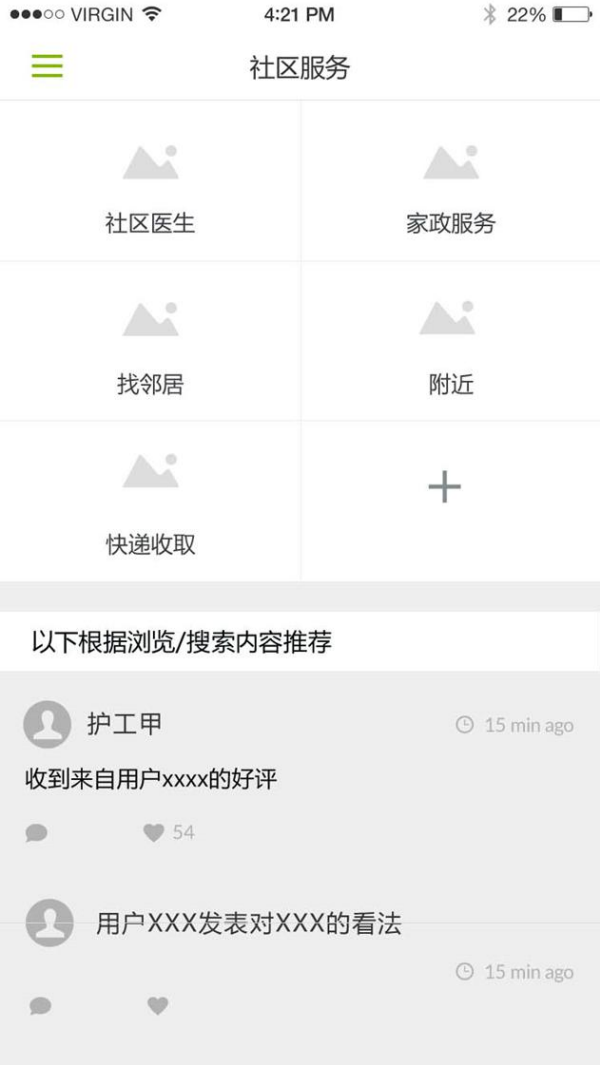 VIRGIN 4:21 PM 22%
社区服务
社区医生 家政服务
找邻居 附近
快递收取
以下根据浏览/搜索内容推荐
护工甲 15 min ago
收到来自用户xxxx的好评
54
用户XXX发表对XXX的看法
15 min ago